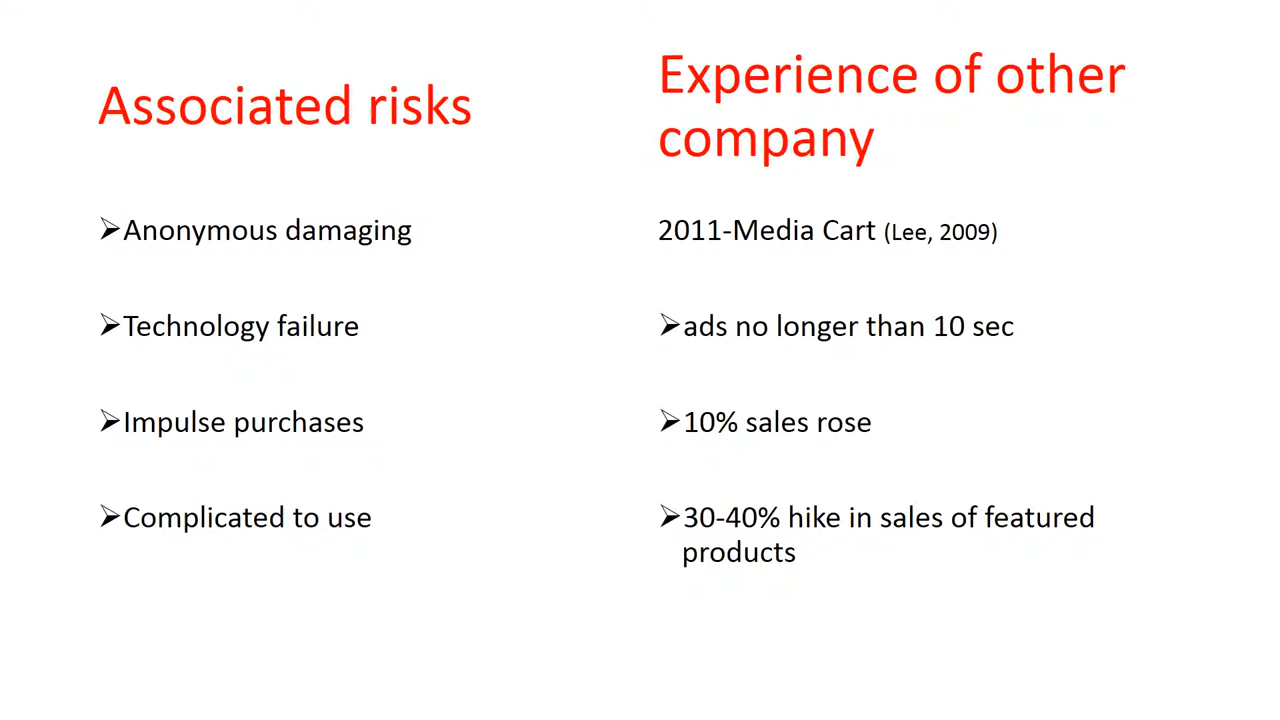 Associated risks
➢Anonymous damaging
➢Technology failure
➢Impulse purchases
➢Complicated to use
Experience of other
company
2011-Media Cart (Lee, 2009)
➢ads no longer than 10 sec
➢10% sales rose
➢30-40% hike in sales of featured
products